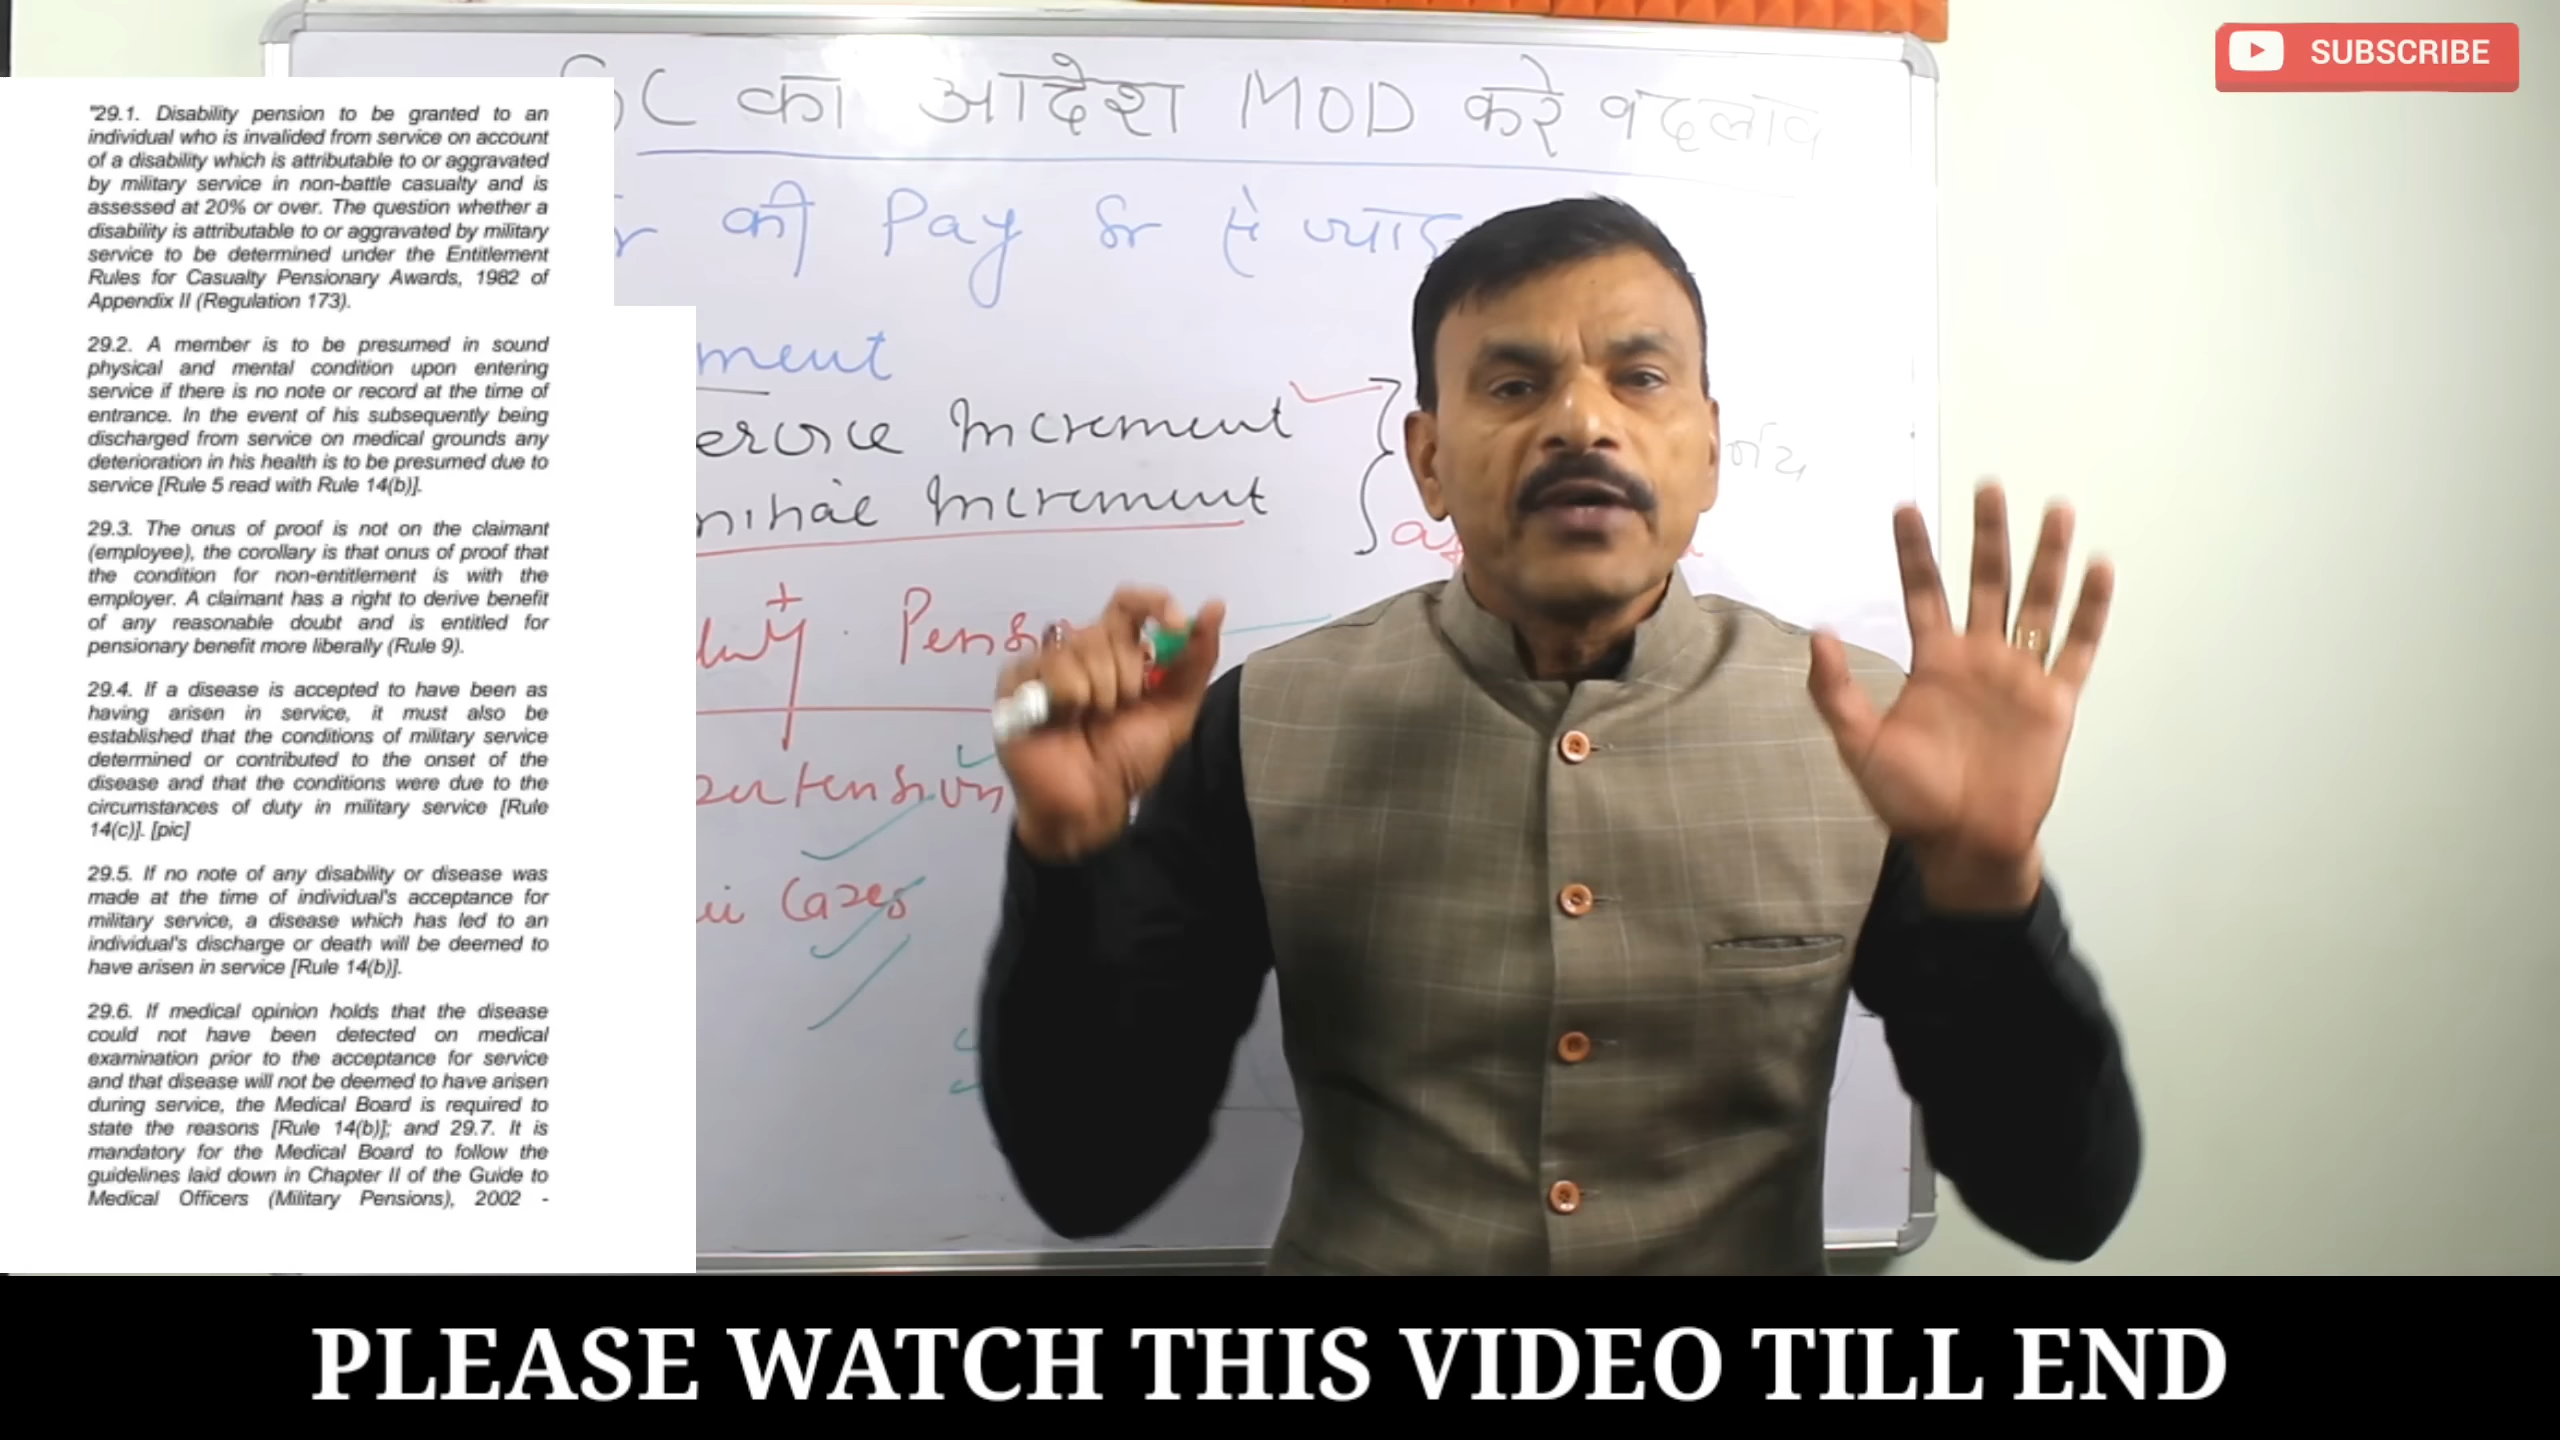 SUBSCRIBE
"29.1. Disability pension to be granted to an
individual who is invalided from service on account
of a disability which is attributable to or aggravated
by military service in non-battle casualty and is
assessed at 20% or over. The question whether a
disability is attributable to or aggravated by military
service to be determined under the Entitlement
Rules for Casualty Pensionary Awards, 1982 of
Appendix II (Regulation 173).
29.2. A member is to be presumed in sound
physical and mental condition upon entering
service if there is no note or record at the time of
entrance. In the event of his subsequently being
discharged from service on medical grounds any
deterioration in his health is to be presumed due to
service [Rule 5 read with Rule 14(b)].
29.3. The onus of proof is not on the claimant
(employee), the corollary is that onus of proof that
the condition for non-entitlement is with the
employer. A claimant has a right to derive benefit
of any reasonable doubt and is entitled for
pensionary benefit more liberally (Rule 9).
29.4. If a disease is accepted to have been as
having arisen in service, it must also be
established that the conditions of military service
determined or contributed to the onset of the
disease and that the conditions were due to the
circumstances of duty in military service [Rule
14(c)]. [pic]
29.5. If no note of any disability or disease was
made at the time of individual's acceptance for
military service, a disease which has led to an
individual's discharge or death will be deemed to
have arisen in service [Rule 14(b)].
29.6. If medical opinion holds that the disease
could not have been detected on medical
examination prior to the acceptance for service
and that disease will not be deemed to have arisen
during service, the Medical Board is required to
state the reasons [Rule 14(b)]; and 29.7. It is
mandatory for the Medical Board to follow the
guidelines laid down in Chapter II of the Guide to
Medical Officers (Military Pensions), 2002 -
का आदेश MOD करे बदलाव
की Pay Sr से
ment
ervice Increment
Increment
Pens
ertension
Cases
PLEASE WATCH THIS VIDEO TILL END